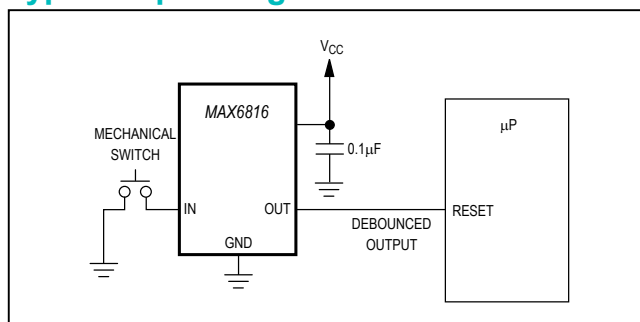 VCC
MAX6816
MECHANICAL
SWITCH
0.1µF
µP
IN
OUT
RESET
DEBOUNCED
OUTPUT
GND